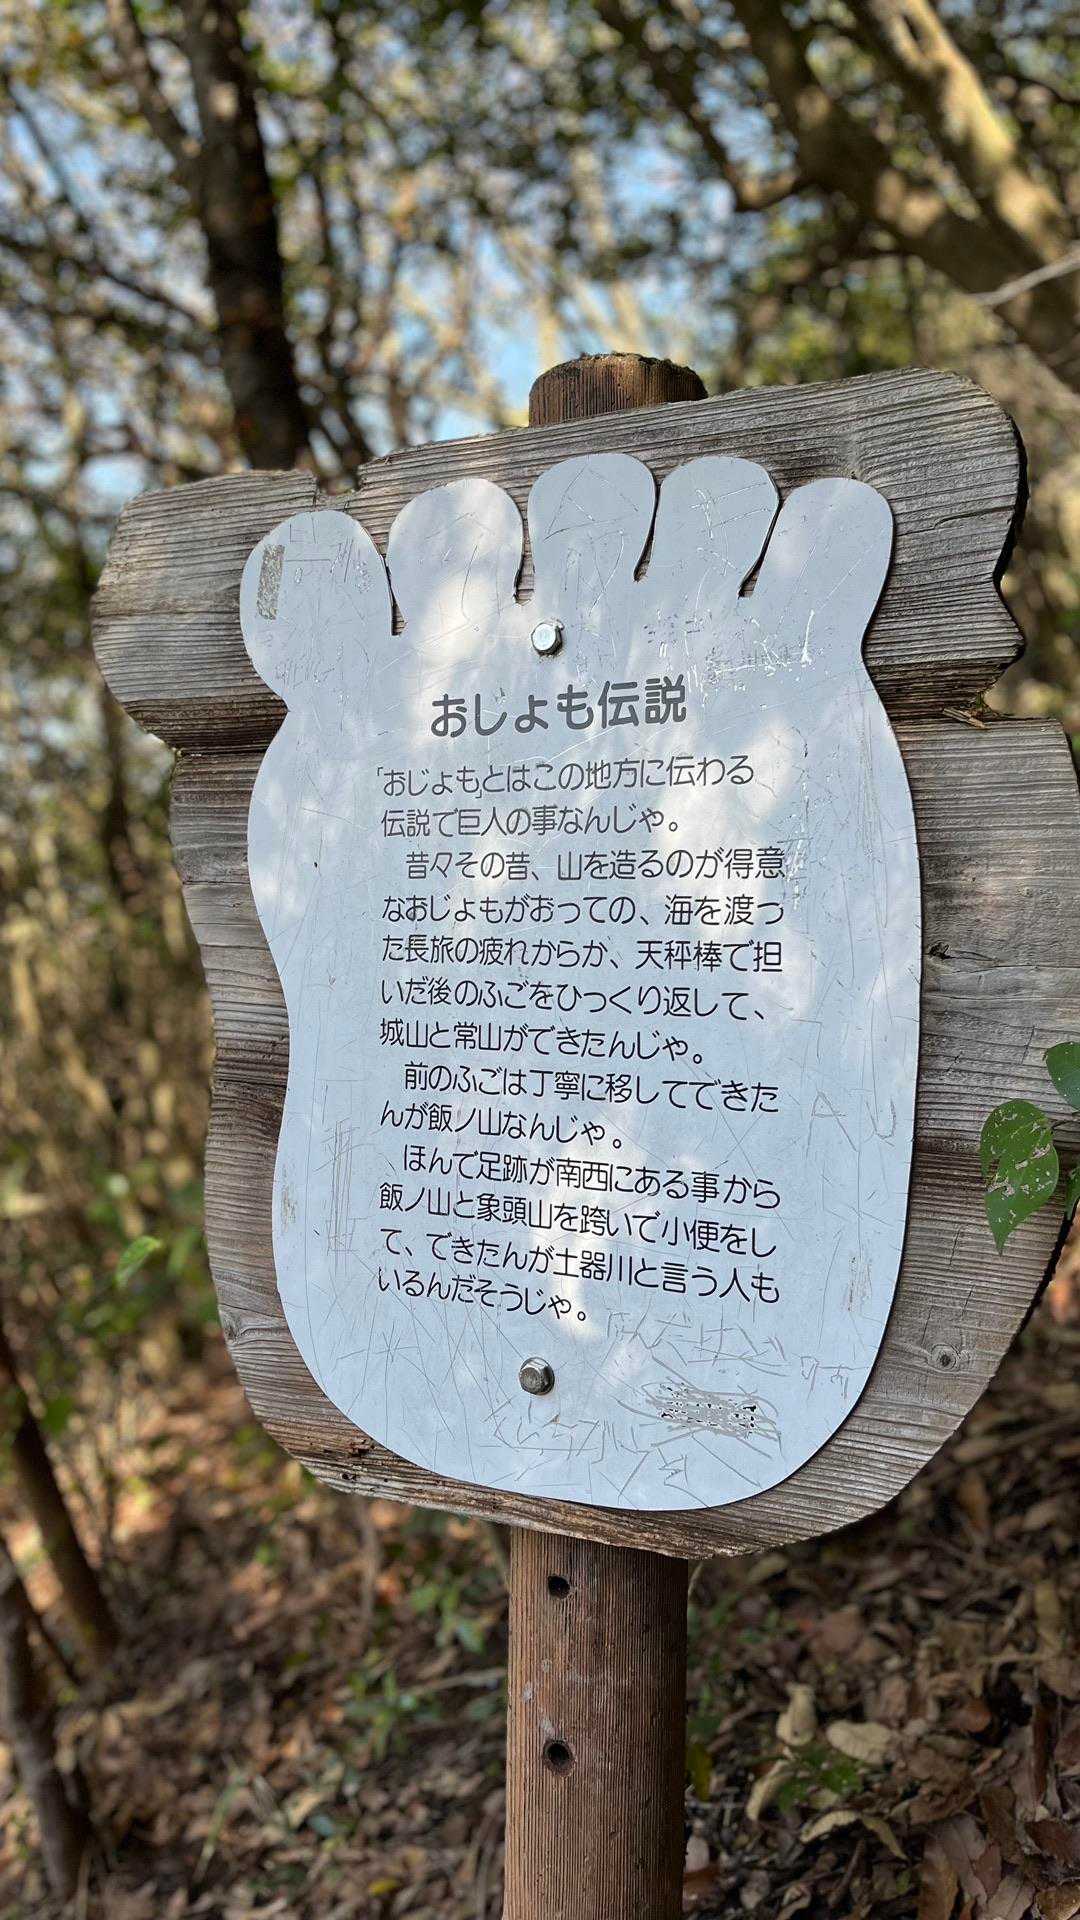 おじょも伝説
「おじょも」とはこの地方に伝わる
伝説で巨人の事なんじゃ。
昔々その昔、山を造るのが得意
なおじょもがおっての、海を渡っ
た長旅の疲れからか、天秤棒で担
いだ後のふごをひっくり返して、
城山と常山ができたんじゃ。
前のふごは丁寧に移してできた
んが飯ノ山なんじゃ。
ほんで足跡が南西にある事から
飯ノ山と象頭山を跨いで小便をし
て、できたんが土器川と言う人も
いるんだそうじゃ。